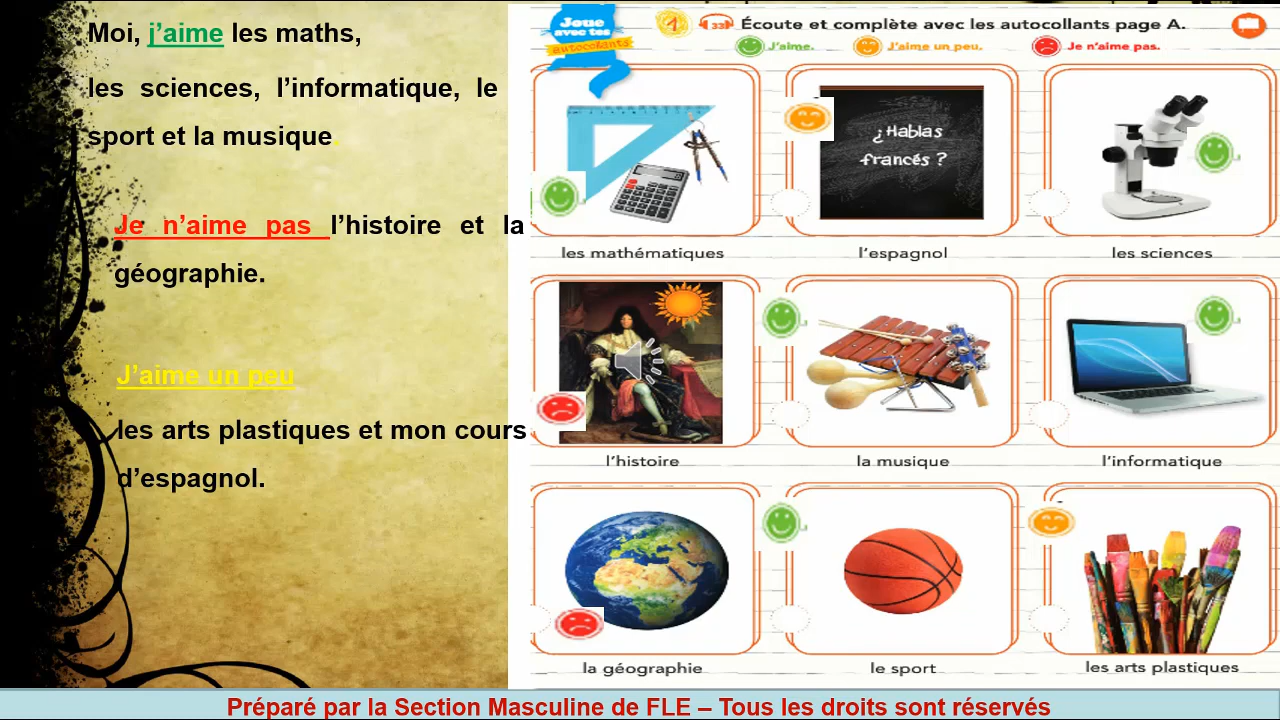 Moi, j'aime les maths,
les sciences, l'informatique, le
sport et la musique.
Je n'aime pas l'histoire et la
géographie.
J'aime un peu
les arts plastiques et mon cours
d'espagnol.
Joue
avec tes
autocollants
1
33
Écoute et complète avec les autocollants page A.
J'aime.
J'aime un peu.
Je n'aime pas.
¿Hablas
francés ?
les mathématiques
l'espagnol
les sciences
l'histoire
la musique
l'informatique
la géographie
le sport
les arts plastiques
Préparé par la Section Masculine de FLE – Tous les droits sont réservés